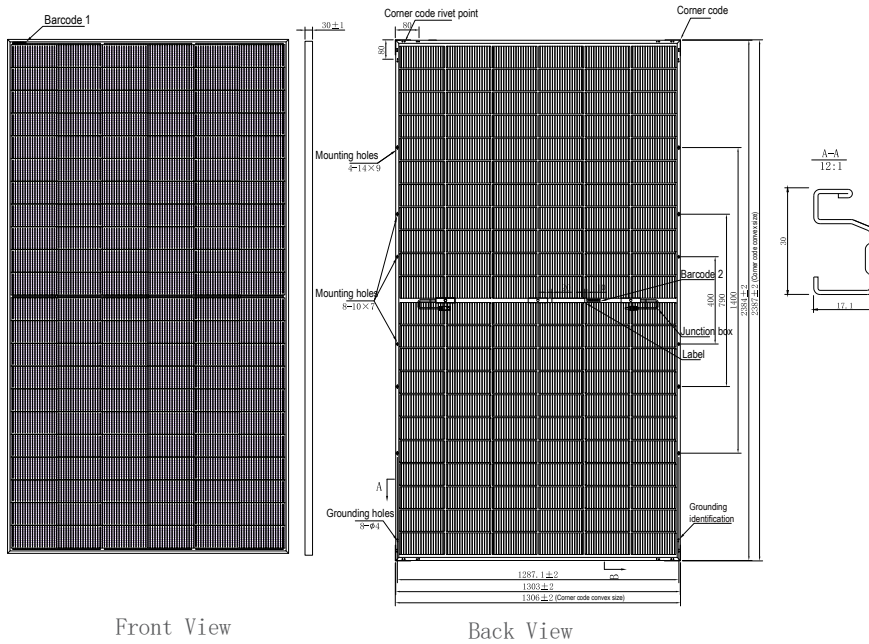 Barcode 1
30±1
Corner code rivet point
Corner code
80
80
Mounting holes
4-14×9
A-A
12:1
30
17.1
Mounting holes
8-10×7
Barcode 2
Junction box
Label
400
790
1400
2384±2
2387±2 (Corner code convex size)
A
Grounding holes
8-φ4
Grounding
identification
B
1287.1±2
1303±2
1306±2 (Corner code convex size)
Front View
Back View